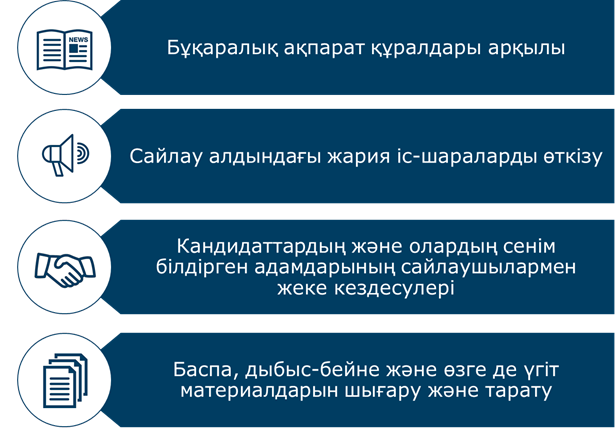 NEWS
Бұқаралық ақпарат құралдары арқылы
Сайлау алдындағы жария іс-шараларды өткізу
Кандидаттардың және олардың сенім
білдірген адамдарының сайлаушылармен
жеке кездесулері
Баспа, дыбыс-бейне және өзге де үгіт
материалдарын шығару және тарату